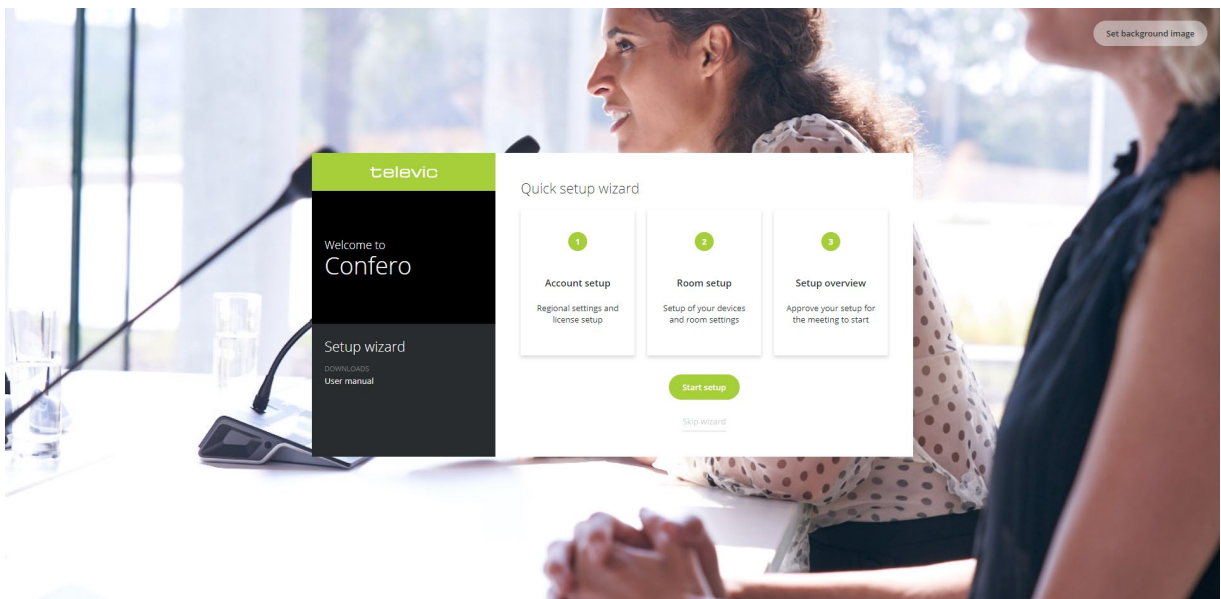 Set background image
televic
Welcome to
Confero
Setup wizard
DOWNLOADS
User manual
Quick setup wizard
1
Account setup
Regional settings and
license setup
2
Room setup
Setup of your devices
and room settings
3
Setup overview
Approve your setup for
the meeting to start
Start setup
Skip wizard